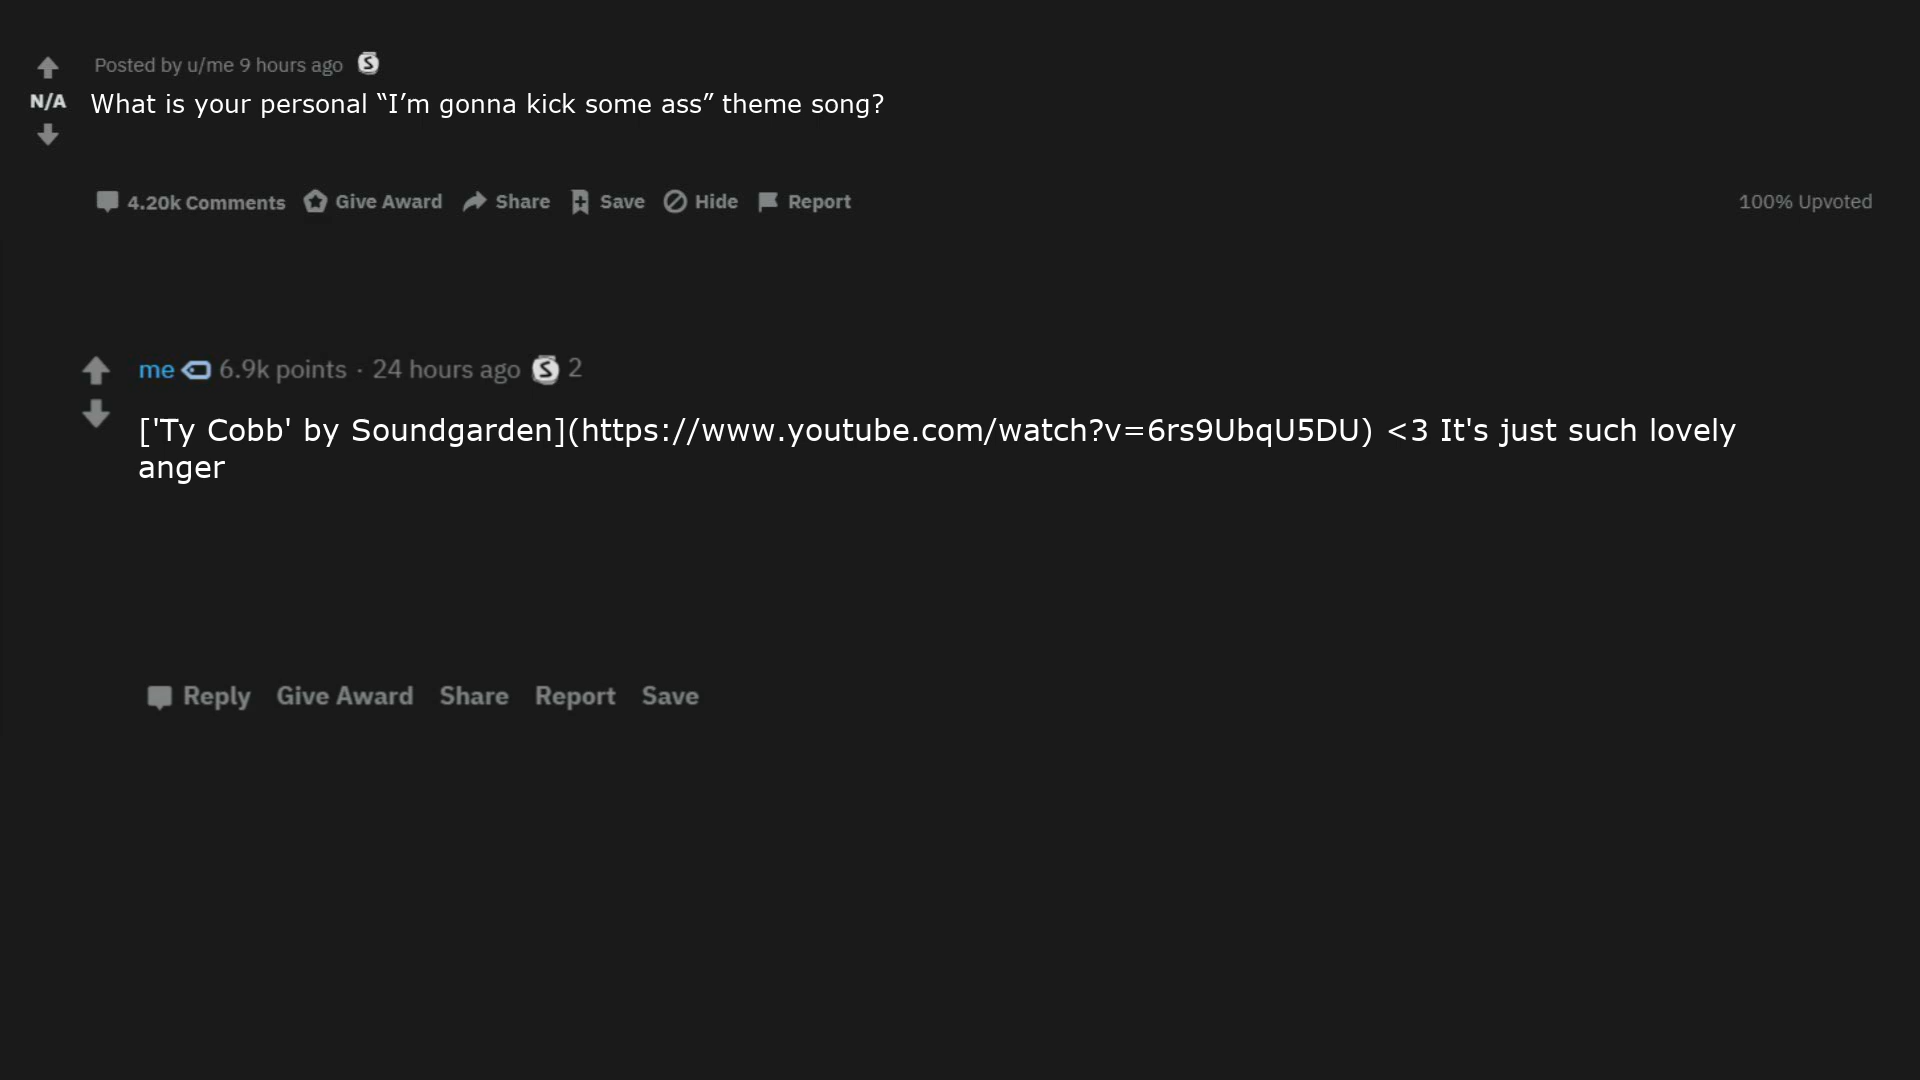 Posted by u/me 9 hours ago
N/A What is your personal “I’m gonna kick some ass” theme song?
4.20k Comments Give Award Share Save Hide Report 100% Upvoted
me 6.9k points · 24 hours ago S 2
['Ty Cobb' by Soundgarden](https://www.youtube.com/watch?v=6rs9UbqU5DU) <3 It's just such lovely
anger
Reply Give Award Share Report Save